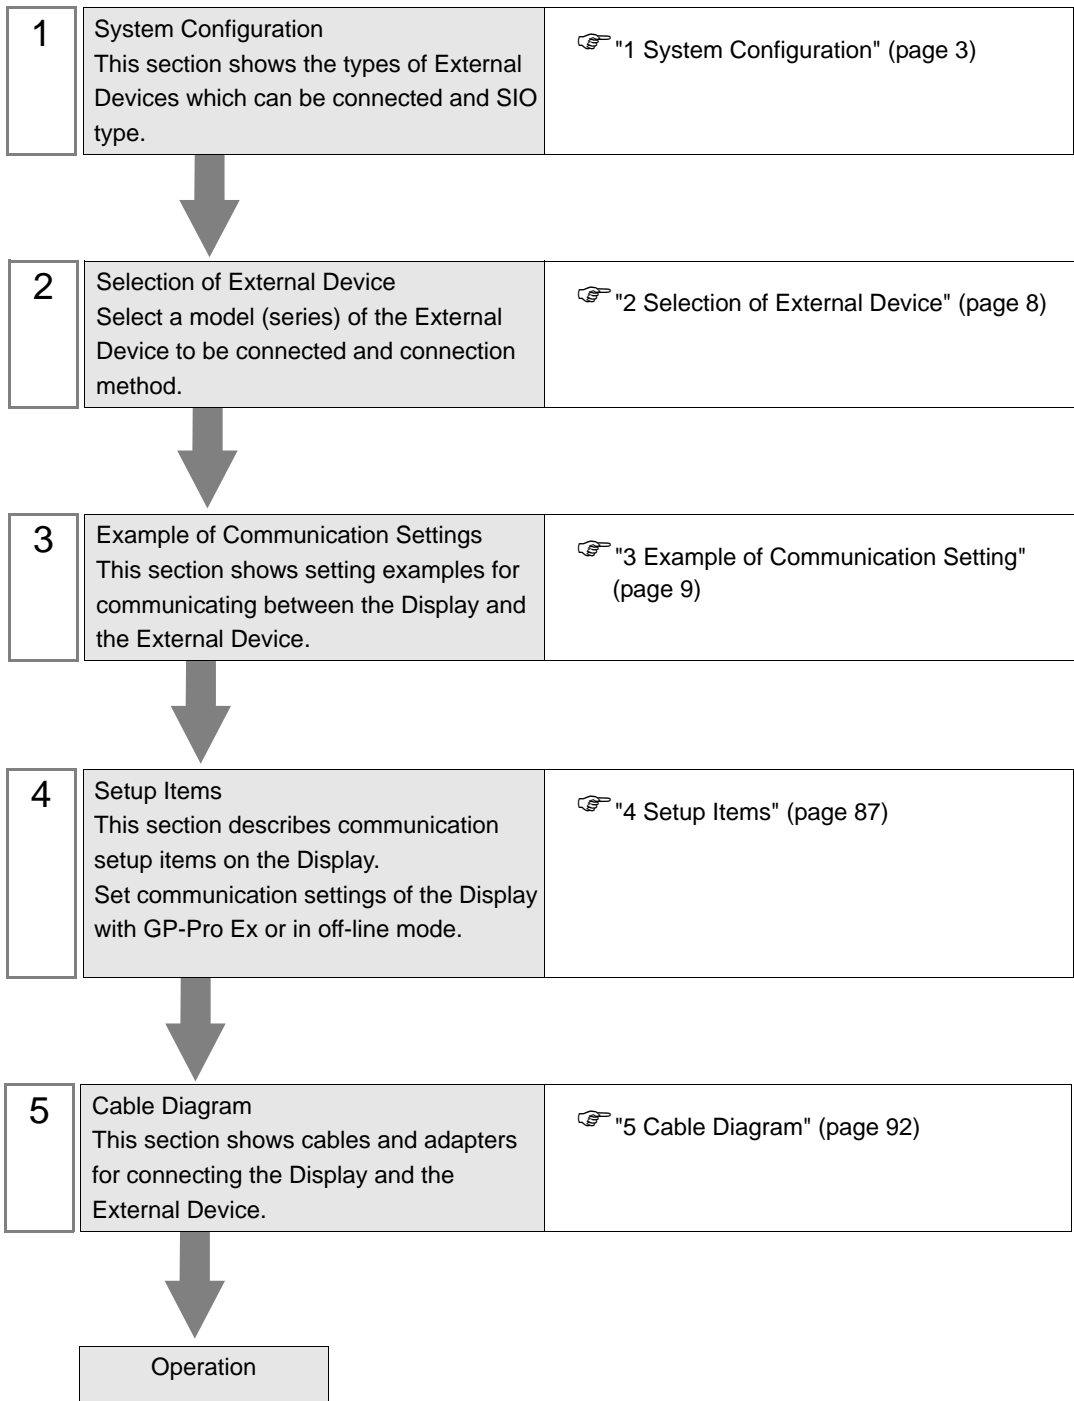 1
System Configuration
This section shows the types of External
Devices which can be connected and SIO
type.
"1 System Configuration" (page 3)
2
Selection of External Device
Select a model (series) of the External
Device to be connected and connection
method.
"2 Selection of External Device" (page 8)
3
Example of Communication Settings
This section shows setting examples for
communicating between the Display and
the External Device.
"3 Example of Communication Setting"
(page 9)
4
Setup Items
This section describes communication
setup items on the Display.
Set communication settings of the Display
with GP-Pro Ex or in off-line mode.
"4 Setup Items" (page 87)
5
Cable Diagram
This section shows cables and adapters
for connecting the Display and the
External Device.
"5 Cable Diagram" (page 92)
Operation